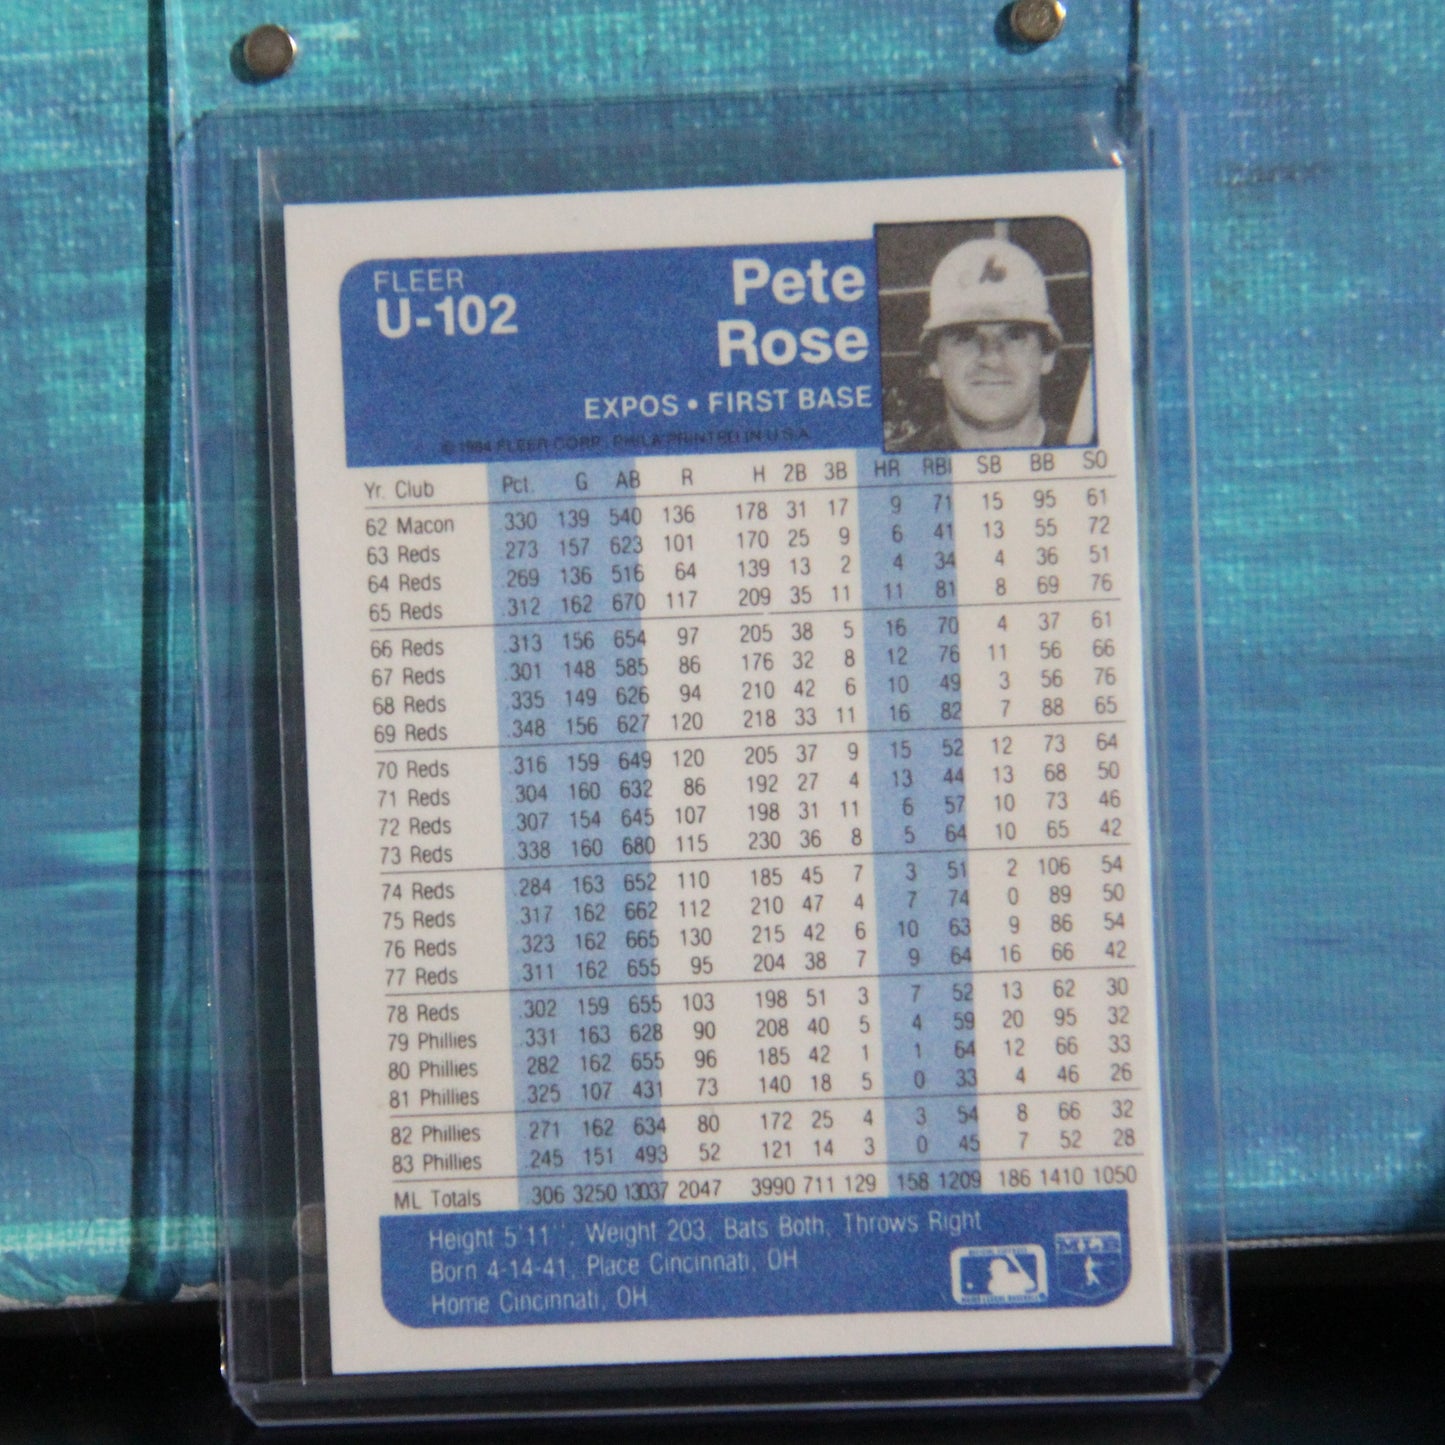 FLEER
U-102
Pete
Rose
EXPOS • FIRST BASE
© 1984 FLEER CORP. PHILA PRINTED IN U.S.A.
Yr. Club Pct. G AB R H 2B 3B HR RBI SB BB SO
62 Macon .330 139 540 136 178 31 17 9 71 15 95 61
63 Reds .273 157 623 101 170 25 9 6 41 13 55 72
64 Reds .269 136 516 64 139 13 2 4 34 4 36 51
65 Reds .312 162 670 117 209 35 11 11 81 8 69 76
66 Reds .313 156 654 97 205 38 5 16 70 4 37 61
67 Reds .301 148 585 86 176 32 8 12 76 11 56 66
68 Reds .335 149 626 94 210 42 6 10 49 3 56 76
69 Reds .348 156 627 120 218 33 11 16 82 7 88 65
70 Reds .316 159 649 120 205 37 9 15 52 12 73 64
71 Reds .304 160 632 86 192 27 4 13 44 13 68 50
72 Reds .307 154 645 107 198 31 11 6 57 10 73 46
73 Reds .338 160 680 115 230 36 8 5 64 10 65 42
74 Reds .284 163 652 110 185 45 7 3 51 2 106 54
75 Reds .317 162 662 112 210 47 4 7 74 0 89 50
76 Reds .323 162 665 130 215 42 6 10 63 9 86 54
77 Reds .311 162 655 95 204 38 7 9 64 16 66 42
78 Reds .302 159 655 103 198 51 3 7 52 13 62 30
79 Phillies .331 163 628 90 208 40 5 4 59 20 95 32
80 Phillies .282 162 655 96 185 42 1 1 64 12 66 33
81 Phillies .325 107 431 73 140 18 5 0 33 4 46 26
82 Phillies .271 162 634 80 172 25 4 3 54 8 66 32
83 Phillies .245 151 493 52 121 14 3 0 45 7 52 28
ML Totals .306 3250 13037 2047 3990 711 129 158 1209 186 1410 1050
Height 5'11'', Weight 203, Bats Both, Throws Right
Born 4-14-41, Place Cincinnati, OH
Home Cincinnati, OH